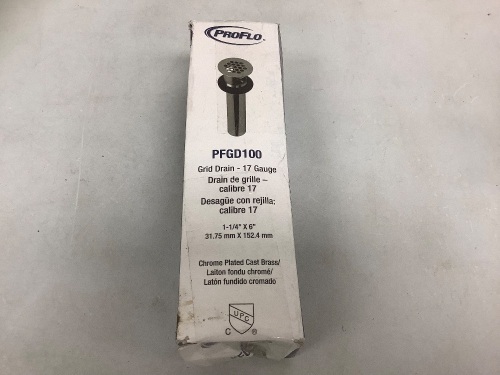 PROFLO
PFGD100
Grid Drain - 17 Gauge
Drain de grille –
calibre 17
Desagüe con rejilla;
calibre 17
1-1/4" X 6"
31.75 mm X 152.4 mm
Chrome Plated Cast Brass/
Laiton fondu chromé/
Latón fundido cromado
UPC
C ®